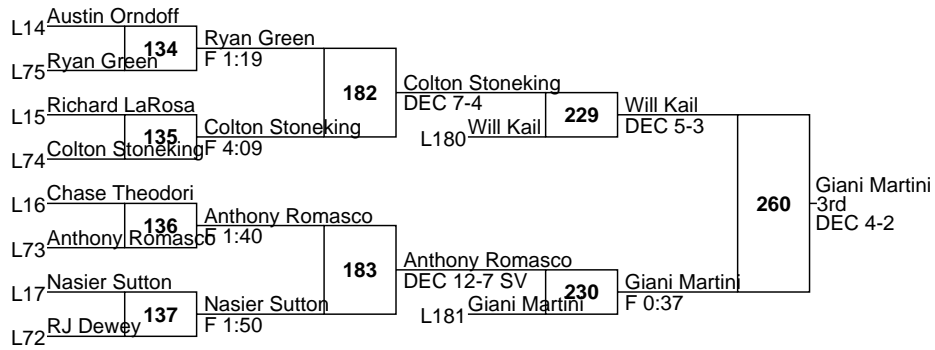 L14 Austin Orndoff
134
L75 Ryan Green
Ryan Green
F 1:19
L15 Richard LaRosa
135
L74 Colton Stoneking
Colton Stoneking
F 4:09
L16 Chase Theodori
136
L73 Anthony Romasco
Anthony Romasco
F 1:40
L17 Nasier Sutton
137
L72 RJ Dewey
Nasier Sutton
F 1:50
182
Colton Stoneking
DEC 7-4
183
Anthony Romasco
DEC 12-7 SV
L180 Will Kail
229
Will Kail
DEC 5-3
L181 Giani Martini
230
Giani Martini
F 0:37
260
Giani Martini
3rd
DEC 4-2